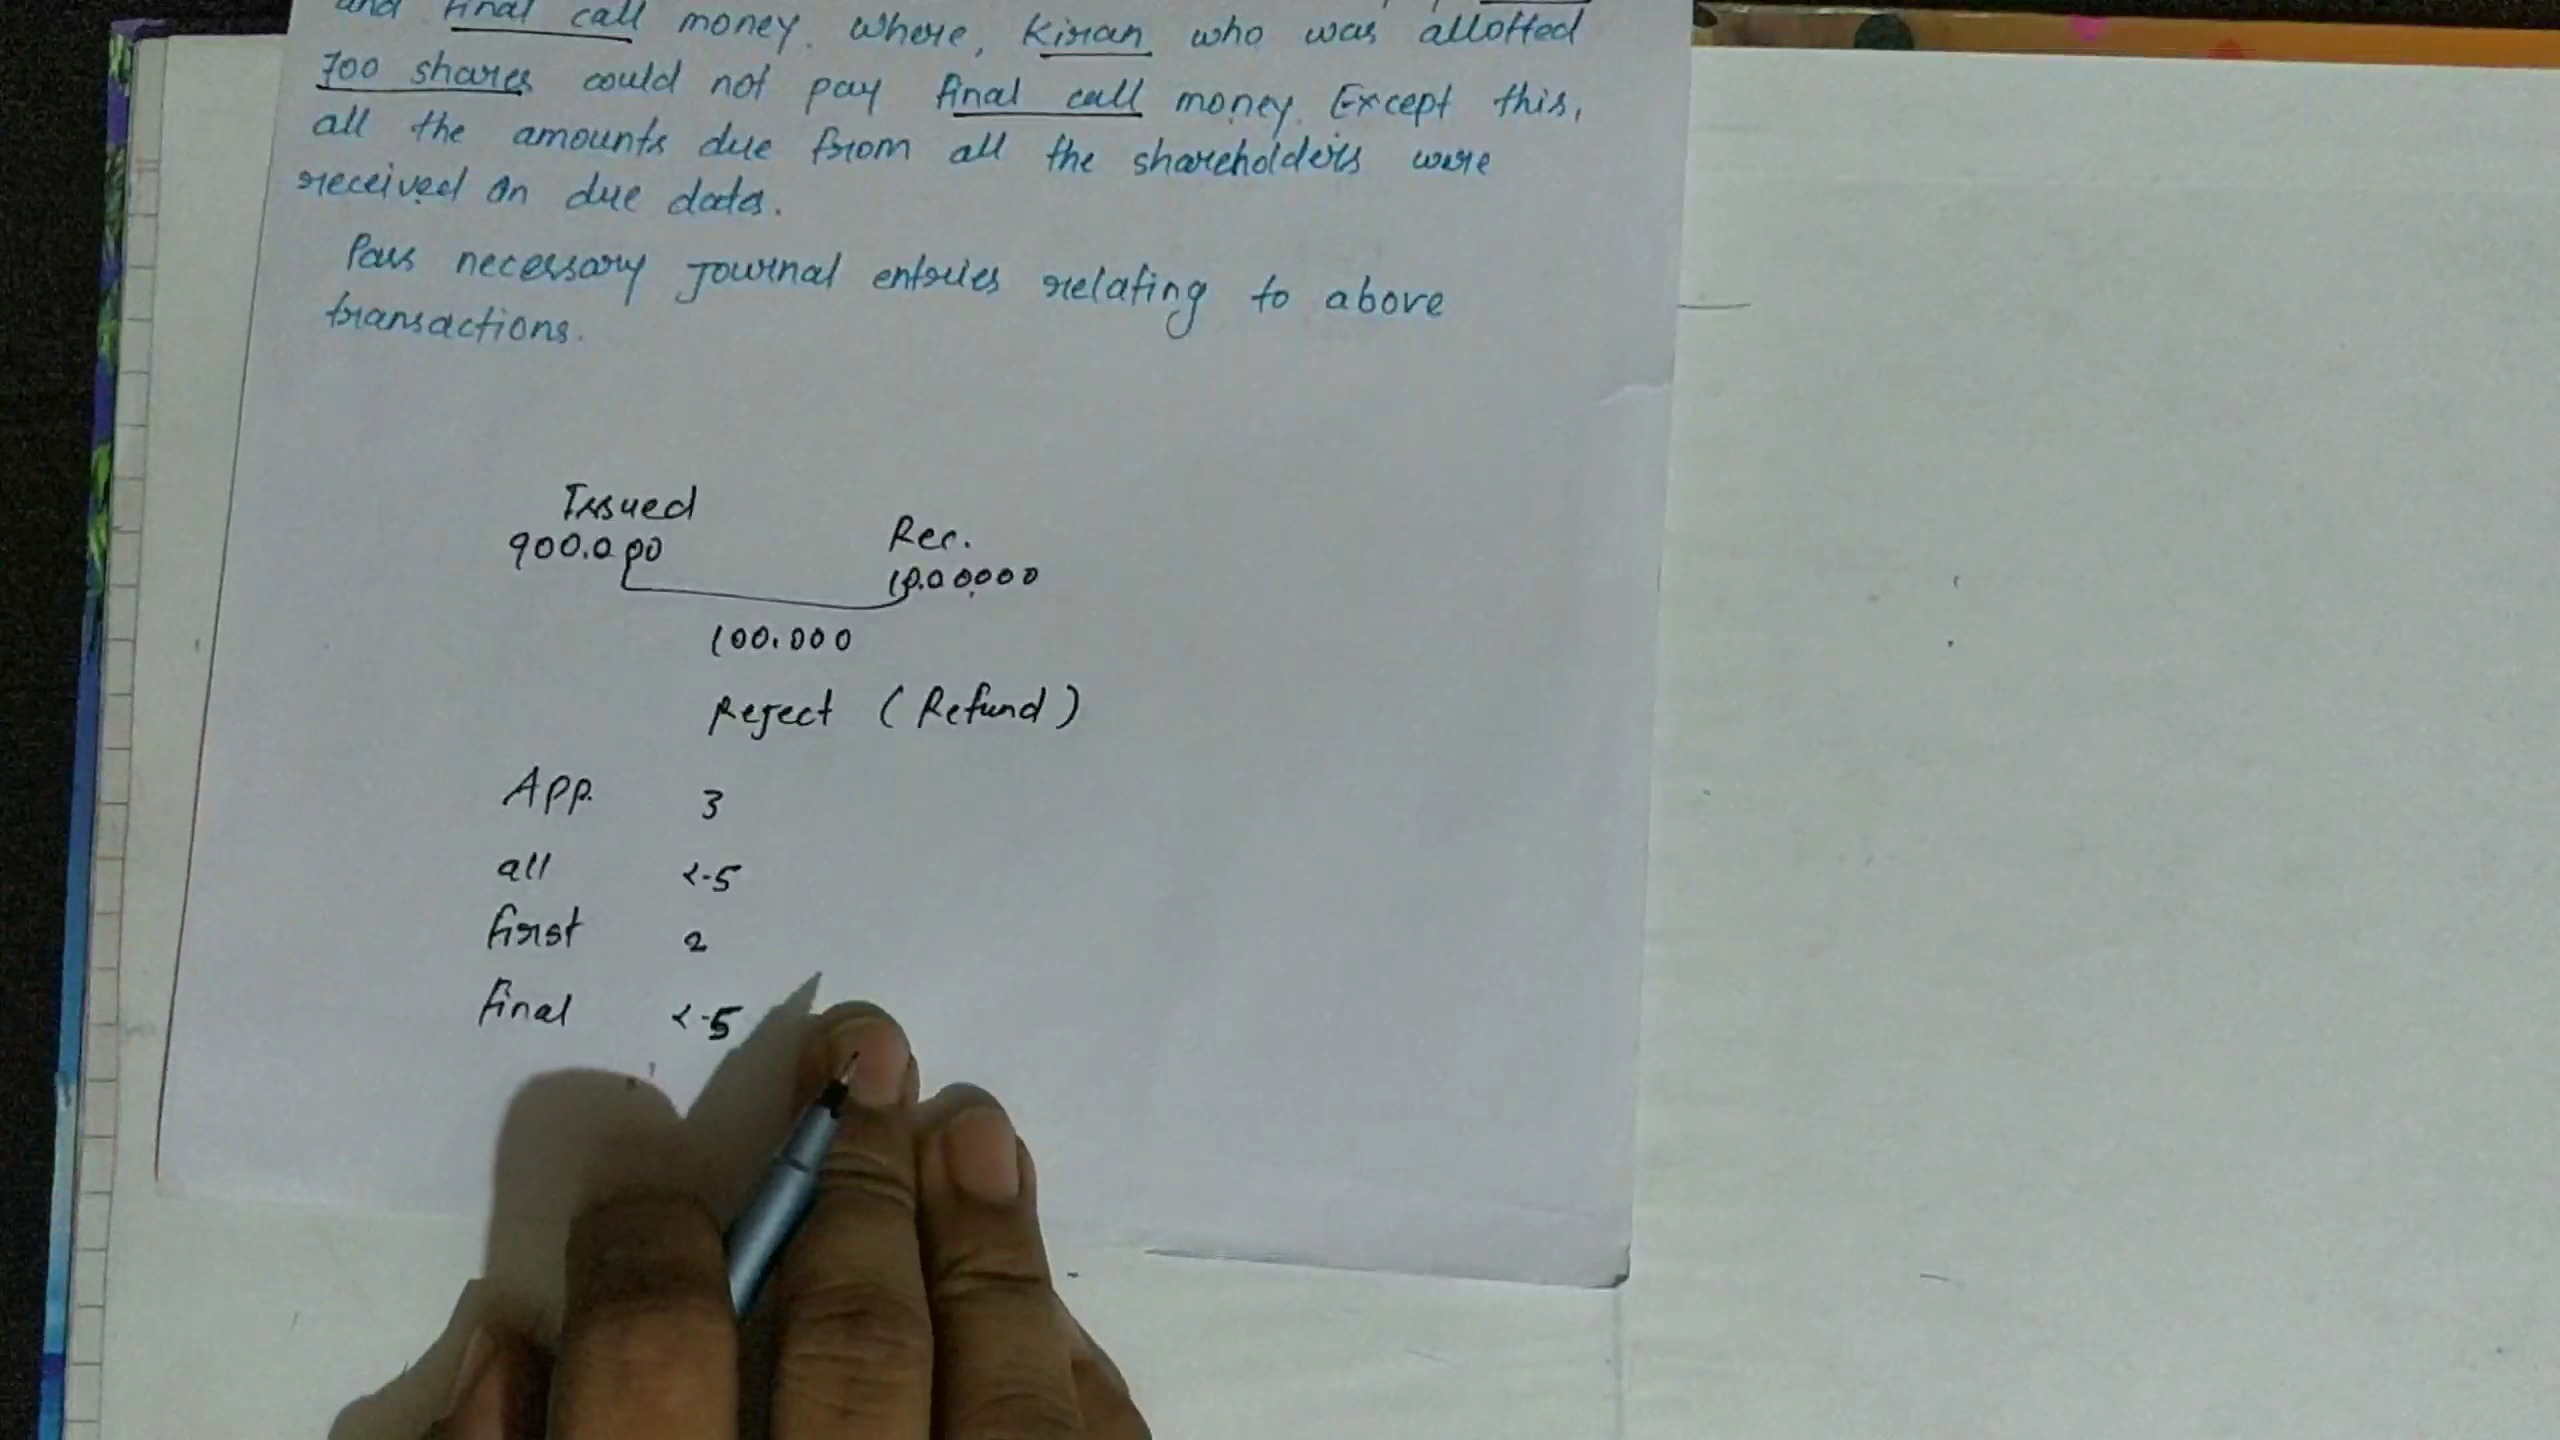 and final call money. Where, Kiran who was allotted
700 shares could not pay final call money. Except this,
all the amounts due from all the shareholders were
received on due dates.
Pass necessary Journal entries relating to above
transactions.
Issued
900.000
Rec.
10.00000
100.000
Reject (Refund)
App. 3
all 2.5
first 2
final 2.5